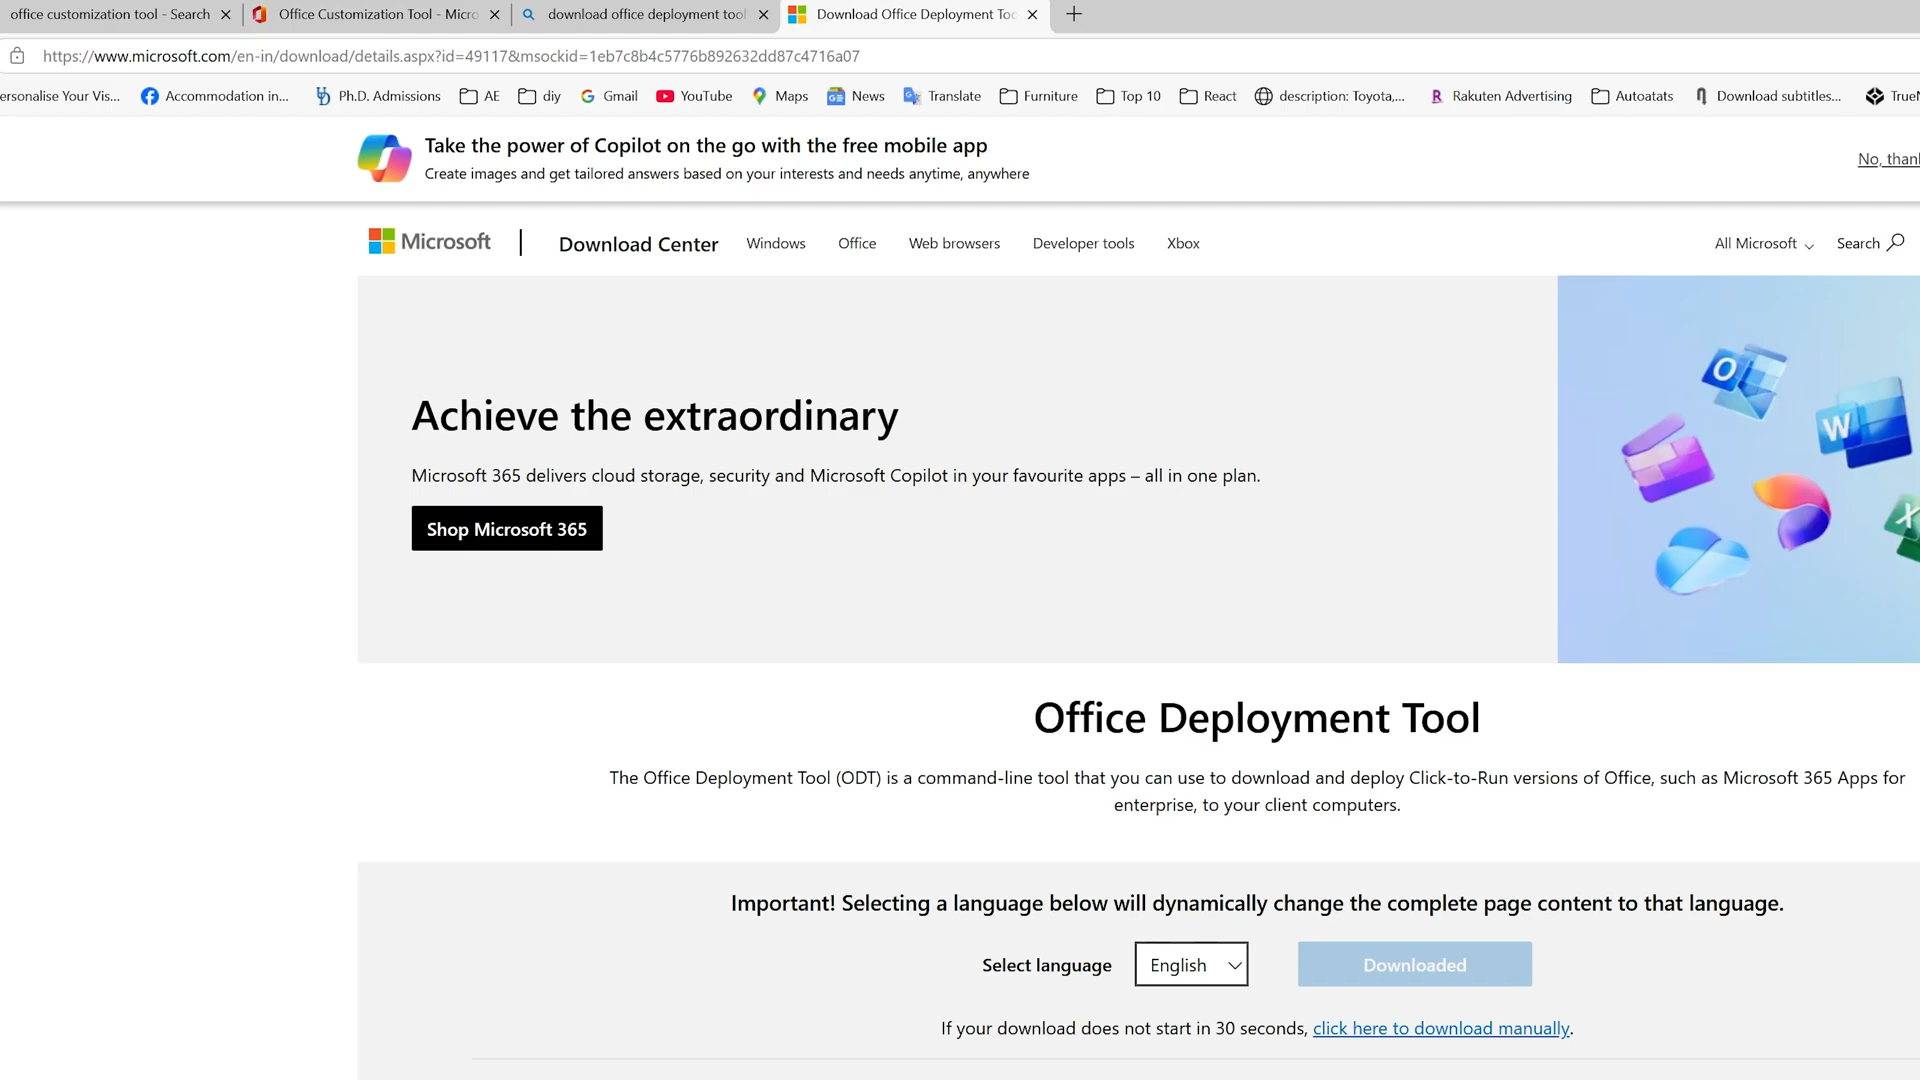 office customization tool - Search
Office Customization Tool - Micro
download office deployment tool
Download Office Deployment Too
https://www.microsoft.com/en-in/download/details.aspx?id=49117&msockid=1eb7c8b4c5776b892632dd87c4716a07
ersonalise Your Vis...
Accommodation in...
Ph.D. Admissions
AE
diy
Gmail
YouTube
Maps
News
Translate
Furniture
Top 10
React
description: Toyota,...
Rakuten Advertising
Autoatats
Download subtitles...
TrueN
Take the power of Copilot on the go with the free mobile app
Create images and get tailored answers based on your interests and needs anytime, anywhere
No, thank
Microsoft
Download Center
Windows
Office
Web browsers
Developer tools
Xbox
All Microsoft
Search
Achieve the extraordinary
Microsoft 365 delivers cloud storage, security and Microsoft Copilot in your favourite apps – all in one plan.
Shop Microsoft 365
Office Deployment Tool
The Office Deployment Tool (ODT) is a command-line tool that you can use to download and deploy Click-to-Run versions of Office, such as Microsoft 365 Apps for
enterprise, to your client computers.
Important! Selecting a language below will dynamically change the complete page content to that language.
Select language
English
Downloaded
If your download does not start in 30 seconds, click here to download manually.